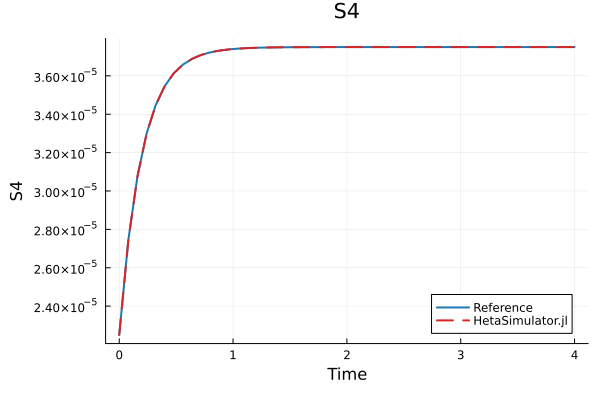 S4
3.60×10⁻⁵
3.40×10⁻⁵
3.20×10⁻⁵
3.00×10⁻⁵
2.80×10⁻⁵
2.60×10⁻⁵
2.40×10⁻⁵
S4
Reference
HetaSimulator.jl
0 1 2 3 4
Time